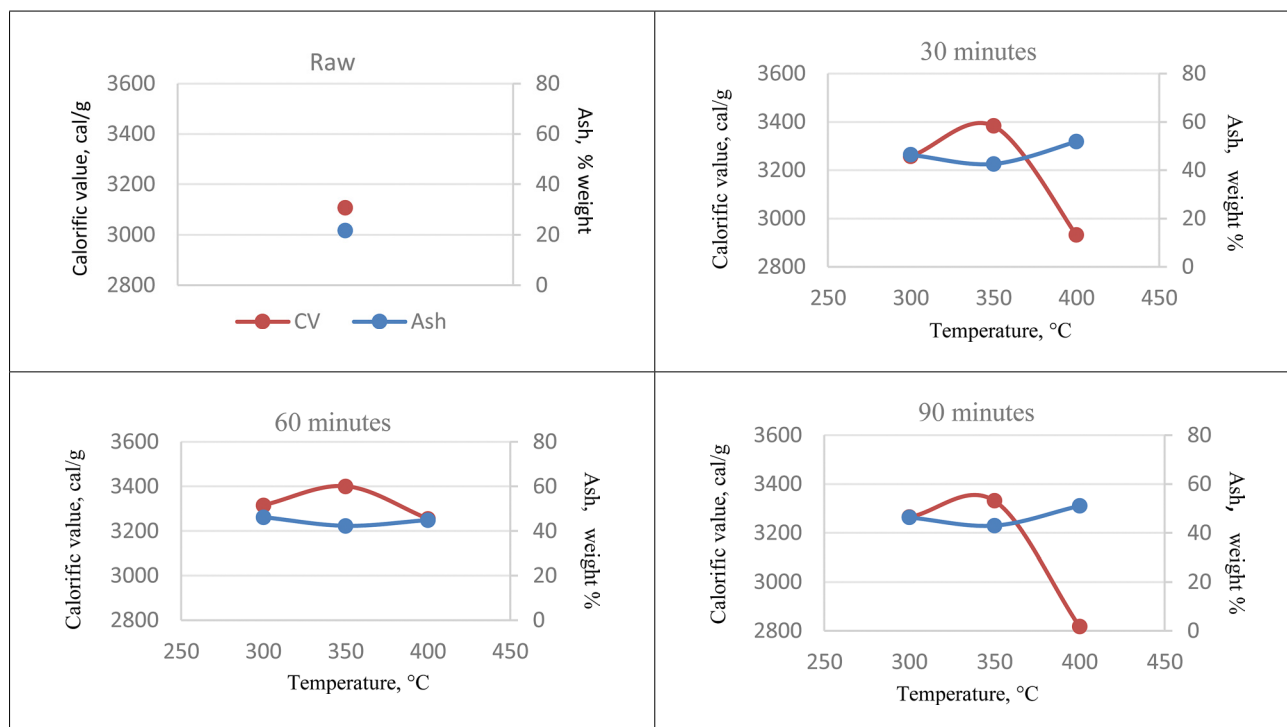 Raw
3600
3400
3200
3000
2800
Calorific value, cal/g
80
60
40
20
0
Ash, % weight
CV
Ash
30 minutes
3600
3400
3200
3000
2800
Calorific value, cal/g
80
60
40
20
0
Ash, weight %
250 300 350 400 450
Temperature, °C
60 minutes
3600
3400
3200
3000
2800
Calorific value, cal/g
80
60
40
20
0
Ash, weight %
250 300 350 400 450
Temperature, °C
90 minutes
3600
3400
3200
3000
2800
Calorific value, cal/g
80
60
40
20
0
Ash, weight %
250 300 350 400 450
Temperature, °C